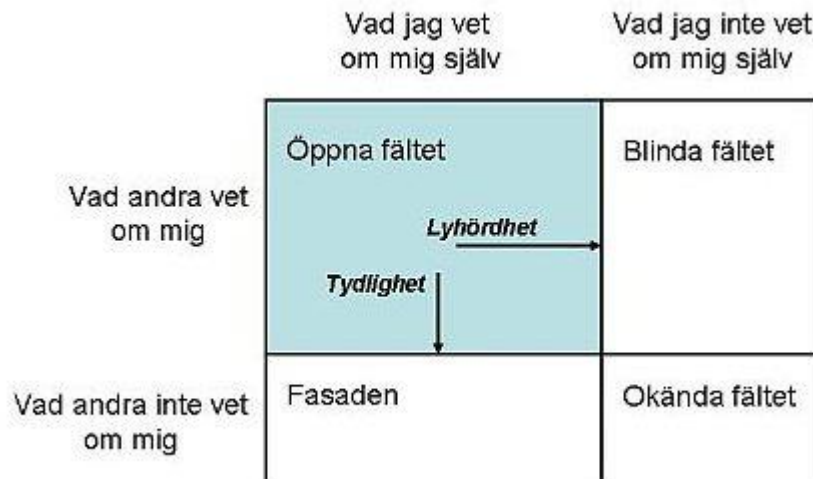 Vad jag vet
om mig själv
Vad jag inte vet
om mig själv
Vad andra vet
om mig
Öppna fältet
Blinda fältet
Lyhördhet
Tydlighet
Vad andra inte vet
om mig
Fasaden
Okända fältet